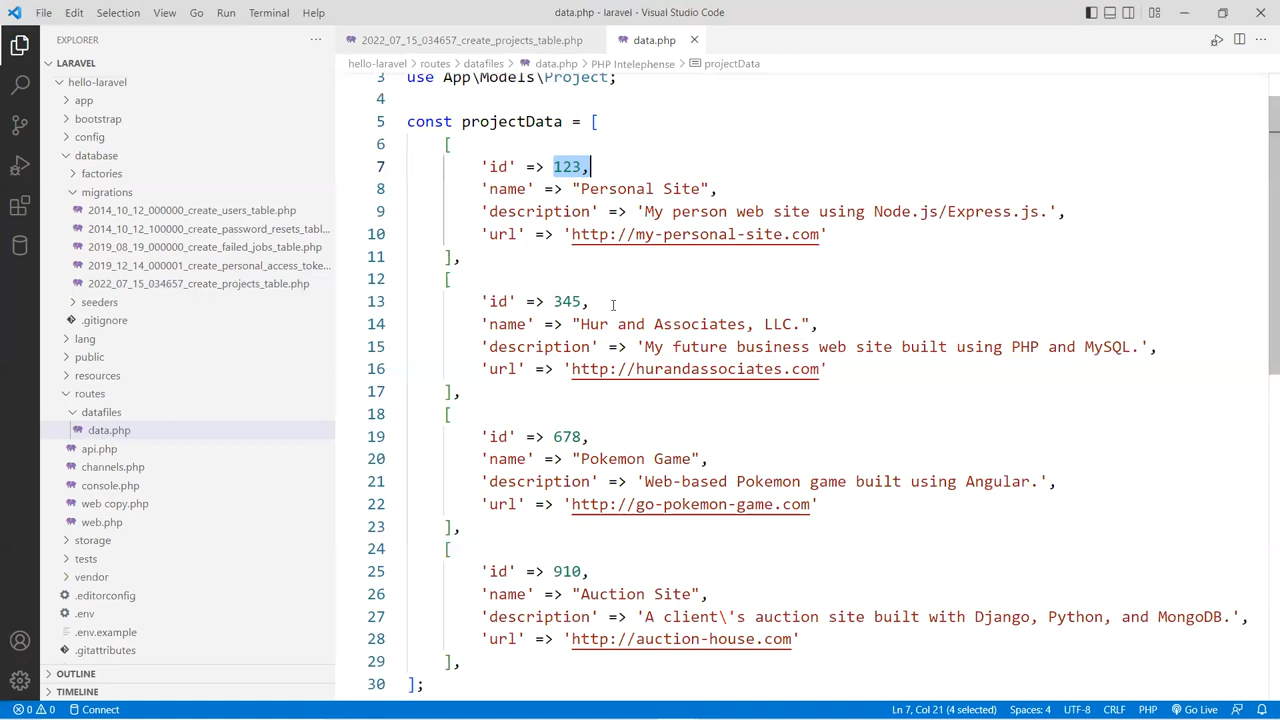 File Edit Selection View Go Run Terminal Help
data.php - laravel - Visual Studio Code
EXPLORER
LARAVEL
hello-laravel
app
bootstrap
config
database
factories
migrations
2014_10_12_000000_create_users_table.php
2014_10_12_100000_create_password_resets_tabl...
2019_08_19_000000_create_failed_jobs_table.php
2019_12_14_000001_create_personal_access_toke...
2022_07_15_034657_create_projects_table.php
seeders
.gitignore
lang
public
resources
routes
datafiles
data.php
api.php
channels.php
console.php
web copy.php
web.php
storage
tests
vendor
.editorconfig
.env
.env.example
.gitattributes
OUTLINE
TIMELINE
2022_07_15_034657_create_projects_table.php
data.php
hello-laravel > routes > datafiles > data.php > PHP Intelephense > projectData
3 use App\Models\Project;
4
5 const projectData = [
6 [
7 'id' => 123,
8 'name' => "Personal Site",
9 'description' => 'My person web site using Node.js/Express.js.',
10 'url' => 'http://my-personal-site.com'
11 ],
12 [
13 'id' => 345,
14 'name' => "Hur and Associates, LLC.",
15 'description' => 'My future business web site built using PHP and MySQL.',
16 'url' => 'http://hurandassociates.com'
17 ],
18 [
19 'id' => 678,
20 'name' => "Pokemon Game",
21 'description' => 'Web-based Pokemon game built using Angular.',
22 'url' => 'http://go-pokemon-game.com'
23 ],
24 [
25 'id' => 910,
26 'name' => "Auction Site",
27 'description' => 'A client\'s auction site built with Django, Python, and MongoDB.',
28 'url' => 'http://auction-house.com'
29 ],
30 ];
0 0 Connect
Ln 7, Col 21 (4 selected) Spaces: 4 UTF-8 CRLF PHP Go Live